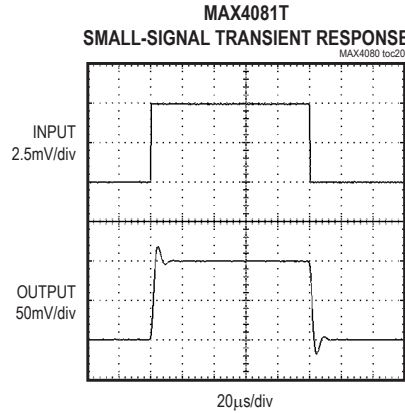 MAX4081T
SMALL-SIGNAL TRANSIENT RESPONSE
MAX4080 toc20
INPUT
2.5mV/div
OUTPUT
50mV/div
20μs/div